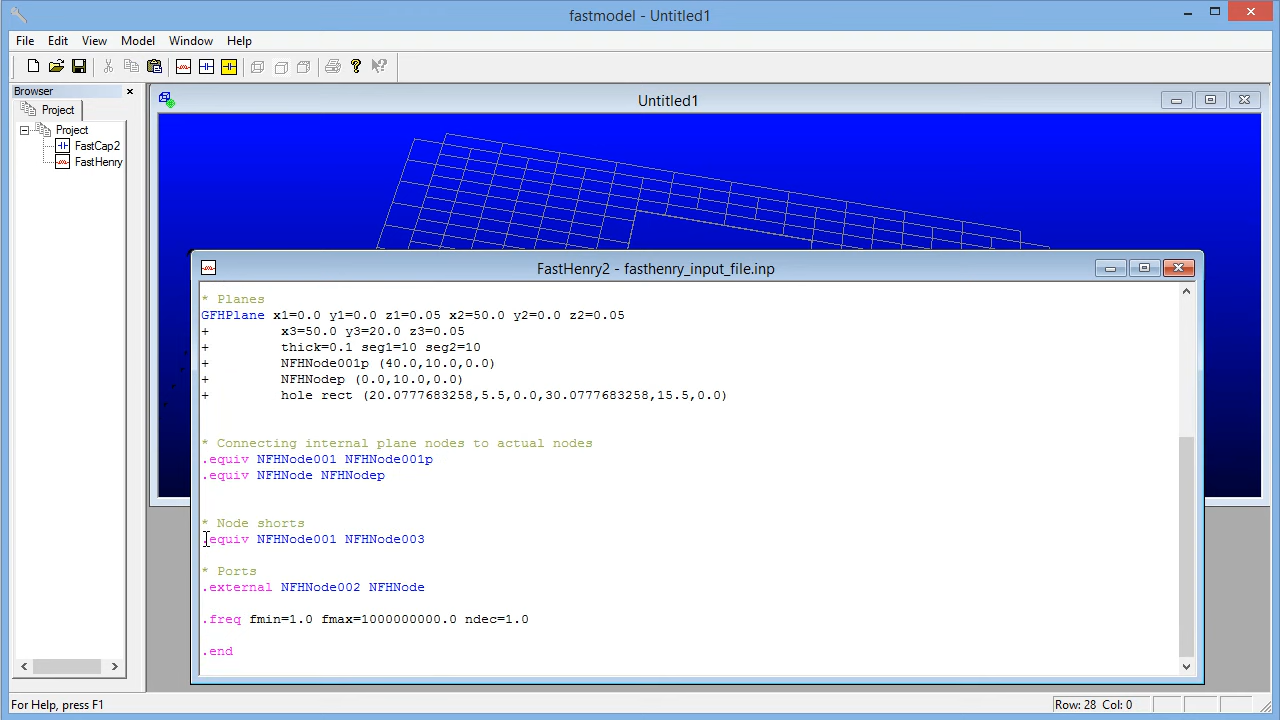 fastmodel - Untitled1
File Edit View Model Window Help
Browser
Project
Project
FastCap2
FastHenry
Untitled1
FastHenry2 - fasthenry_input_file.inp
* Planes
GFHPlane x1=0.0 y1=0.0 z1=0.05 x2=50.0 y2=0.0 z2=0.05
+ x3=50.0 y3=20.0 z3=0.05
+ thick=0.1 seg1=10 seg2=10
+ NFHNode001p (40.0,10.0,0.0)
+ NFHNodep (0.0,10.0,0.0)
+ hole rect (20.0777683258,5.5,0.0,30.0777683258,15.5,0.0)
* Connecting internal plane nodes to actual nodes
.equiv NFHNode001 NFHNode001p
.equiv NFHNode NFHNodep
* Node shorts
.equiv NFHNode001 NFHNode003
* Ports
.external NFHNode002 NFHNode
.freq fmin=1.0 fmax=1000000000.0 ndec=1.0
.end
For Help, press F1
Row: 28 Col: 0